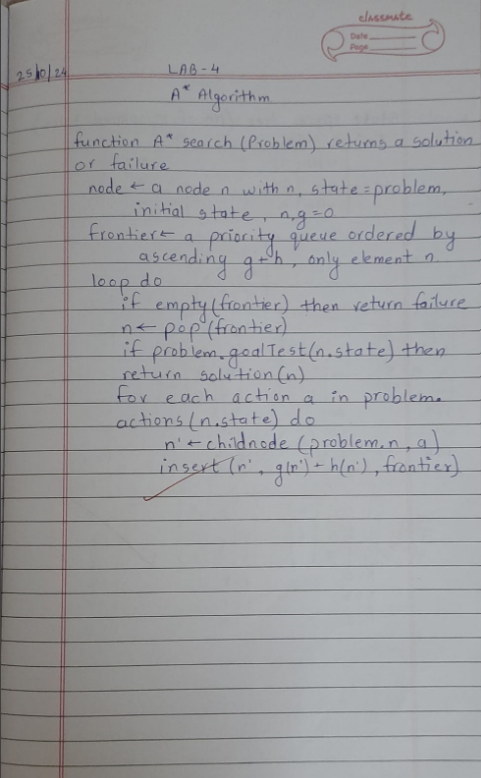 classmate
Date
Page
25/10/24
LAB-4
A* Algorithm
function A* search (Problem) returns a solution
or failure
node ← a node n with n, state = problem.
initial state, n,g=0
frontier ← a priority queue ordered by
ascending g+h, only element n
loop do
if empty(frontier) then return failure
n ← pop(frontier)
if problem.goalTest(n.state) then
return solution(n)
for each action a in problem.
actions(n.state) do
n' ← childnode (problem, n, a)
insert (n', g(n') + h(n'), frontier)